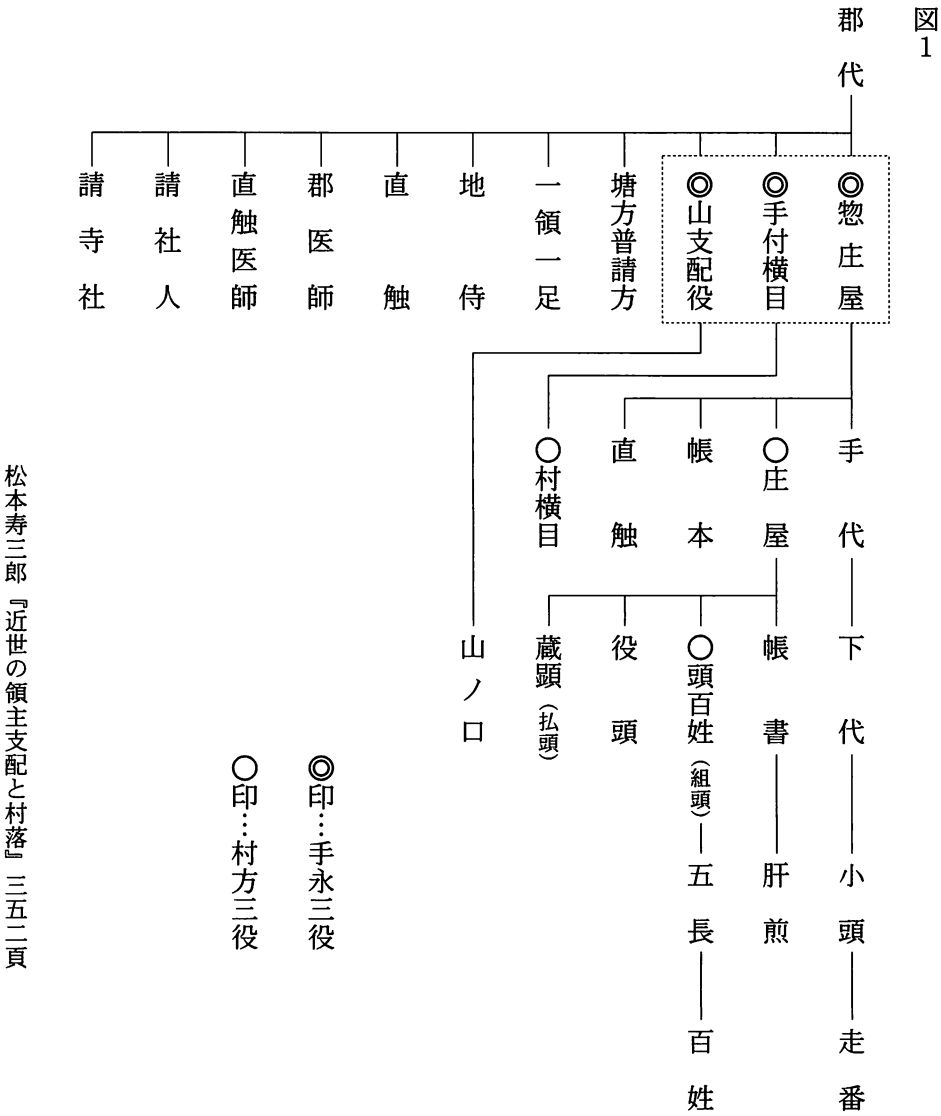 図1
郡代
◎惣庄屋
◎手付横目
◎山支配役
塘方普請方
一領一足
地侍
直触
郡医師
直触医師
請社人
請寺社
手代
○庄屋
帳本
直触
○村横目
下代
帳書
○頭百姓（組頭）
役頭
蔵顕（払頭）
山ノ口
小頭
肝煎
五長
走番
百姓
◎印…手永三役
○印…村方三役
松本寿三郎『近世の領主支配と村落』三五二頁